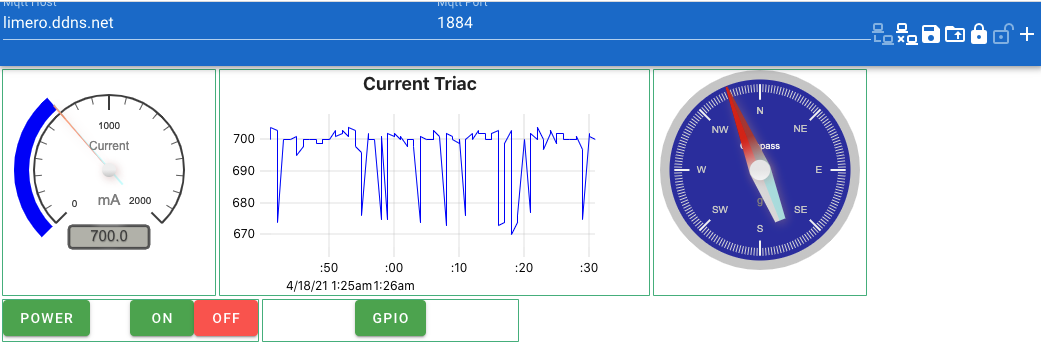 Mqtt Host
Mqtt Port
limero.ddns.net
1884
1000
Current
mA
0
2000
700.0
Current Triac
700
690
680
670
:50
:00
:10
:20
:30
4/18/21 1:25am
1:26am
N
NW
NE
W
E
SW
SE
S
POWER
ON
OFF
GPIO